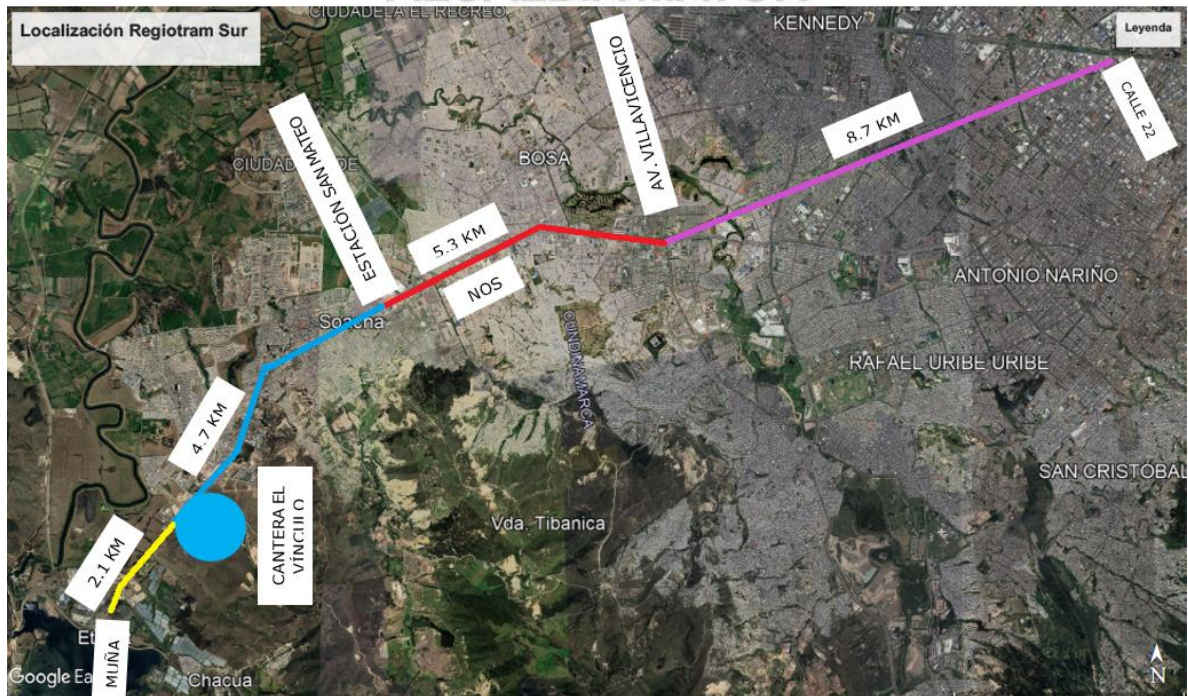 Localización Regiotram Sur
CIUDADELA EL RECREO
KENNEDY
Leyenda
CALLE 22
8.7 KM
AV. VILLAVICENCIO
BOSA
ESTACIÓN SAN MATEO
5.3 KM
NOS
ANTONIO NARIÑO
Soacha
CUNDINAMARCA
RAFAEL URIBE URIBE
4.7 KM
SAN CRISTÓBAL
CANTERA EL
VÍNCULO
Vda. Tibanica
2.1 KM
MUÑA
Chacua
Google Ea
N